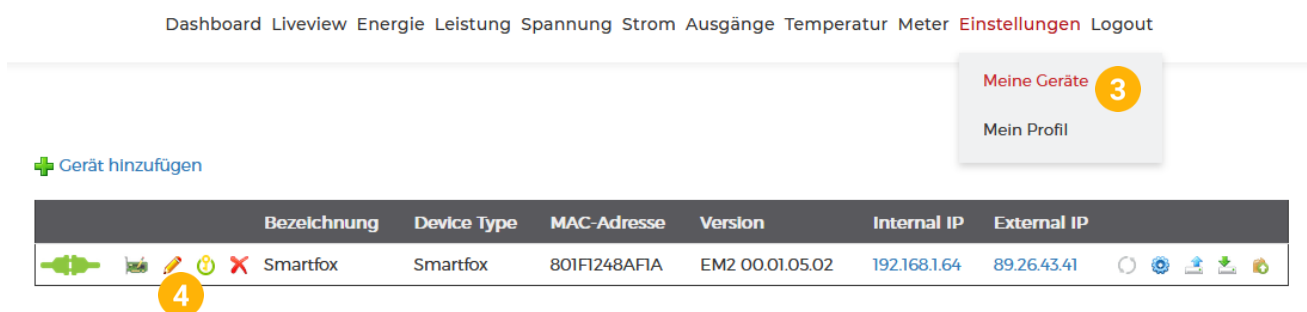 Dashboard Liveview Energie Leistung Spannung Strom Ausgänge Temperatur Meter Einstellungen Logout
Meine Geräte 3
Mein Profil
Gerät hinzufügen
Bezeichnung Device Type MAC-Adresse Version Internal IP External IP
Smartfox Smartfox 801F1248AF1A EM2 00.01.05.02 192.168.1.64 89.26.43.41
4